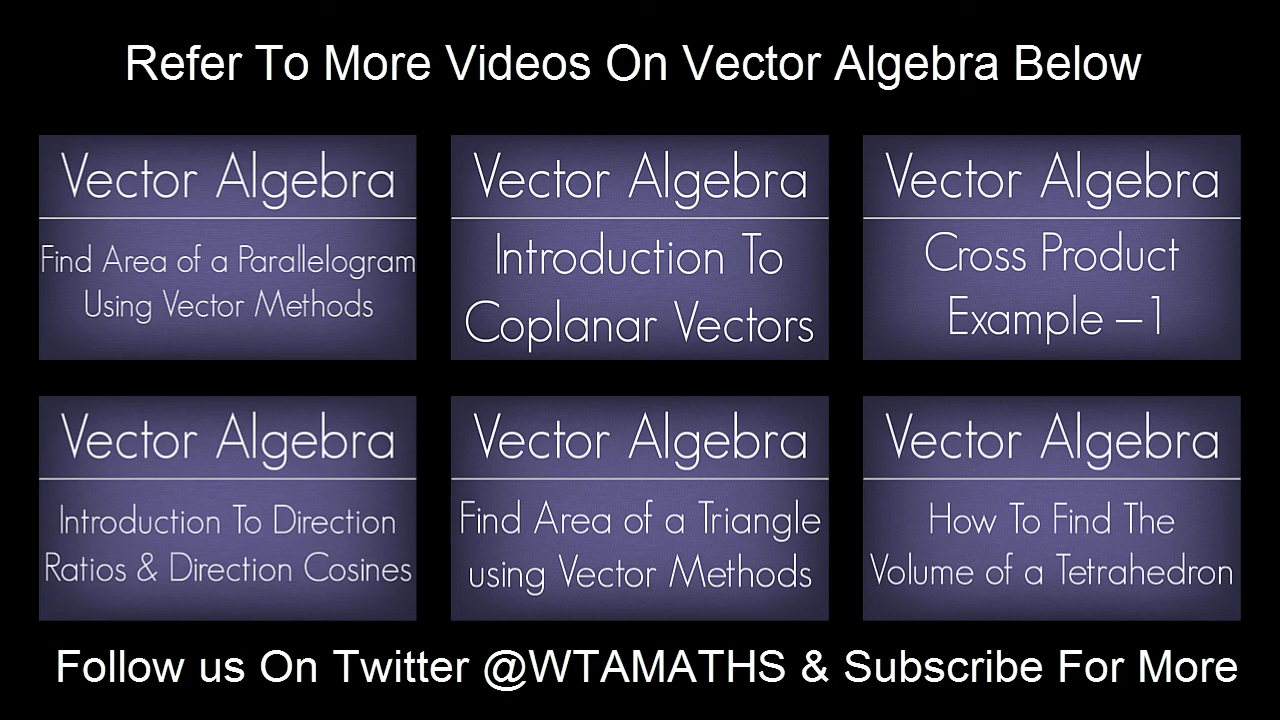 Refer To More Videos On Vector Algebra Below
Vector Algebra
Find Area of a Parallelogram
Using Vector Methods
Vector Algebra
Introduction To
Coplanar Vectors
Vector Algebra
Cross Product
Example –1
Vector Algebra
Introduction To Direction
Ratios & Direction Cosines
Vector Algebra
Find Area of a Triangle
using Vector Methods
Vector Algebra
How To Find The
Volume of a Tetrahedron
Follow us On Twitter @WTAMATHS & Subscribe For More